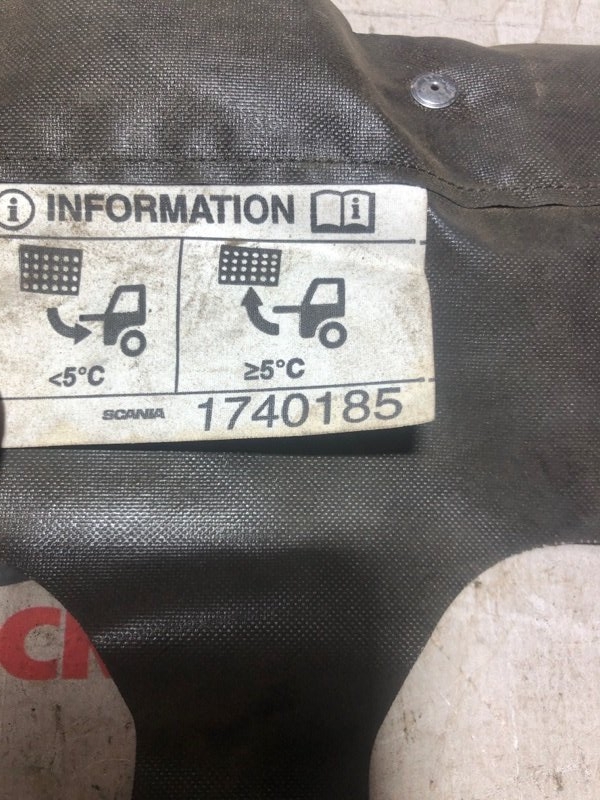 i INFORMATION i
<5°C
≥5°C
SCANIA 1740185